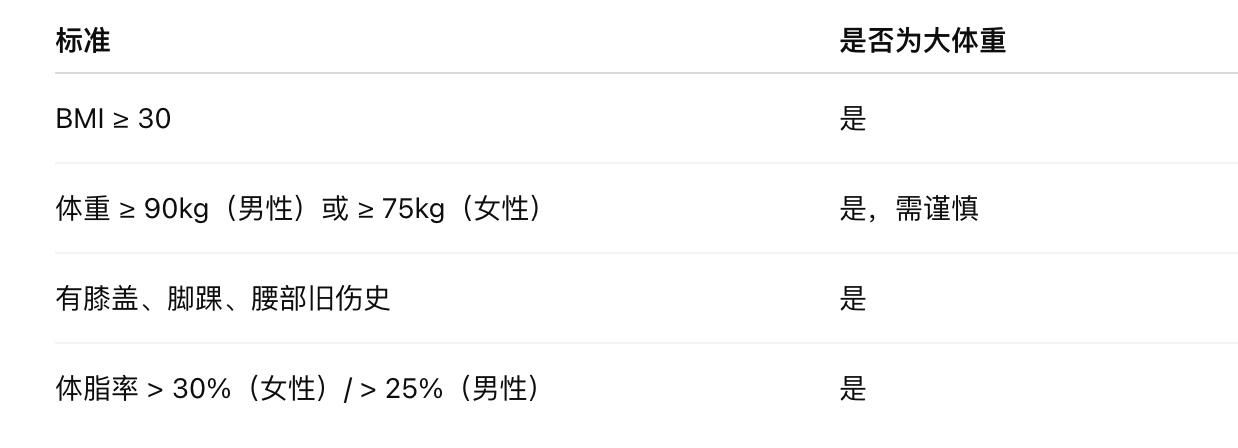 标准 是否为大体重
BMI ≥ 30 是
体重 ≥ 90kg（男性）或 ≥ 75kg（女性） 是，需谨慎
有膝盖、脚踝、腰部旧伤史 是
体脂率 > 30%（女性）/ > 25%（男性） 是